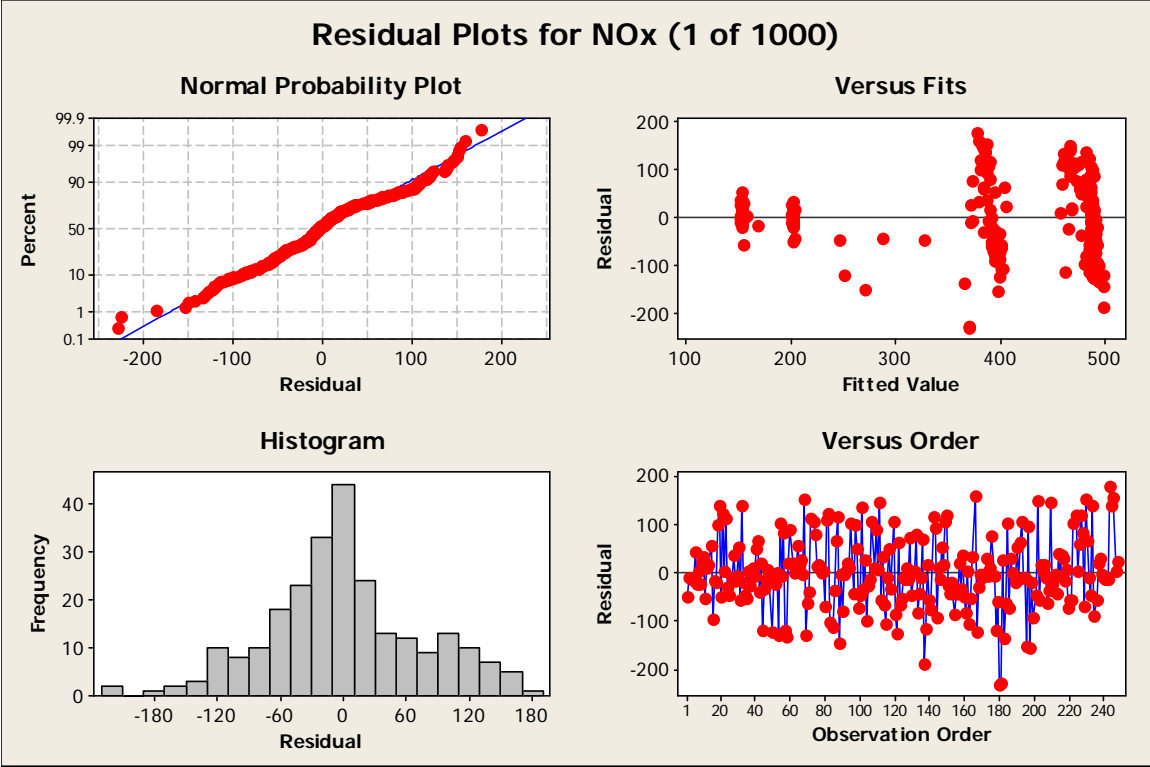 Residual Plots for NOx (1 of 1000)
Normal Probability Plot
99.9
99
90
50
10
1
0.1
Percent
-200 -100 0 100 200
Residual
Versus Fits
200
100
0
-100
-200
Residual
100 200 300 400 500
Fitted Value
Histogram
40
30
20
10
0
Frequency
-180 -120 -60 0 60 120 180
Residual
Versus Order
200
100
0
-100
-200
Residual
1 20 40 60 80 100 120 140 160 180 200 220 240
Observation Order